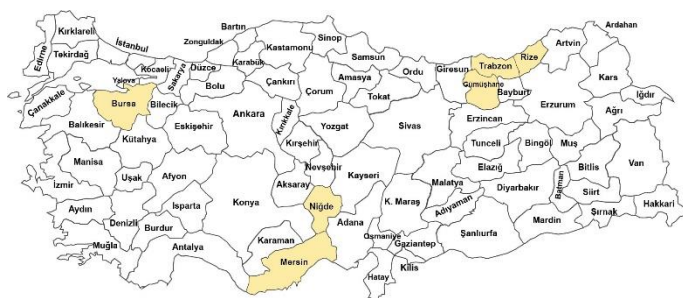 Kırklareli
Edirne
Tekirdağ
İstanbul
Yalova
Kocaeli
Sakarya
Düzce
Zonguldak
Bartın
Karabük
Kastamonu
Sinop
Samsun
Ordu
Giresun
Trabzon
Rize
Artvin
Ardahan
Çanakkale
Bursa
Bilecik
Bolu
Çankırı
Çorum
Amasya
Tokat
Gümüşhane
Bayburt
Kars
Iğdır
Balıkesir
Kütahya
Eskişehir
Ankara
Kırıkkale
Yozgat
Sivas
Erzincan
Erzurum
Ağrı
Manisa
Uşak
Afyon
Kırşehir
Nevşehir
Kayseri
Tunceli
Bingöl
Muş
Elazığ
Bitlis
Van
İzmir
Aydın
Denizli
Isparta
Burdur
Konya
Aksaray
Niğde
Malatya
Diyarbakır
Batman
Siirt
Hakkari
Muğla
Antalya
Karaman
Mersin
Adana
K. Maraş
Adıyaman
Osmaniye
Gaziantep
Şanlıurfa
Mardin
Şırnak
Hatay
Kilis